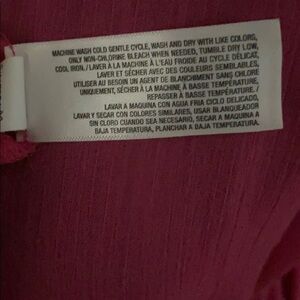 MACHINE WASH COLD GENTLE CYCLE, WASH AND DRY WITH LIKE COLORS,
ONLY NON-CHLORINE BLEACH WHEN NEEDED, TUMBLE DRY LOW,
COOL IRON./LAVER À LA MACHINE À L'EAU FROIDE AU CYCLE DÉLICAT,
LAVER ET SÉCHER AVEC DES COULEURS SEMBLABLES,
UTILISER AU BESOIN UN AGENT DE BLANCHIMENT SANS CHLORE
UNIQUEMENT, SÉCHER À LA MACHINE À BASSE TEMPÉRATURE,
REPASSER À BASSE TEMPÉRATURE./
LAVAR A MAQUINA CON AGUA FRIA CICLO DELICADO,
LAVAR Y SECAR CON COLORES SIMILARES, USAR BLANQUEADOR
SIN CLORO CUANDO SEA NECESARIO, SECAR A MAQUINA A
BAJA TEMPERATURA, PLANCHAR A BAJA TEMPERATURA.